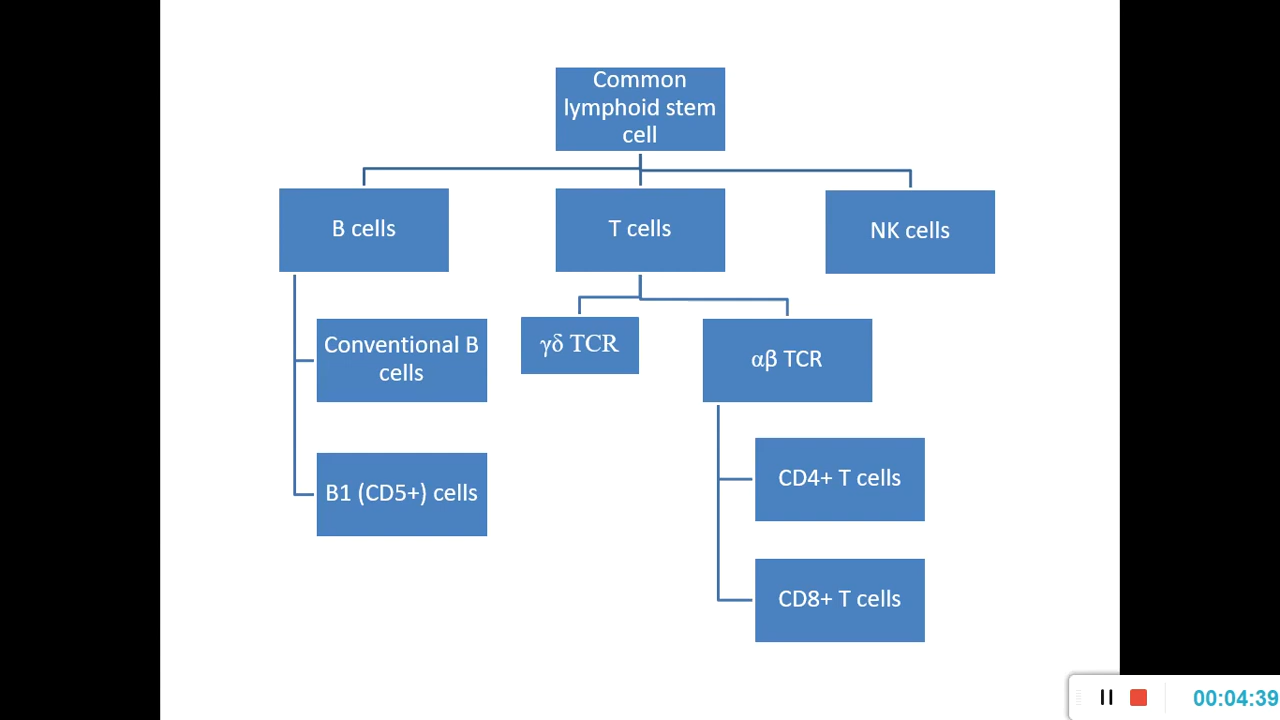 Common
lymphoid stem
cell
B cells
T cells
NK cells
Conventional B
cells
γδ TCR
αβ TCR
B1 (CD5+) cells
CD4+ T cells
CD8+ T cells
00:04:39